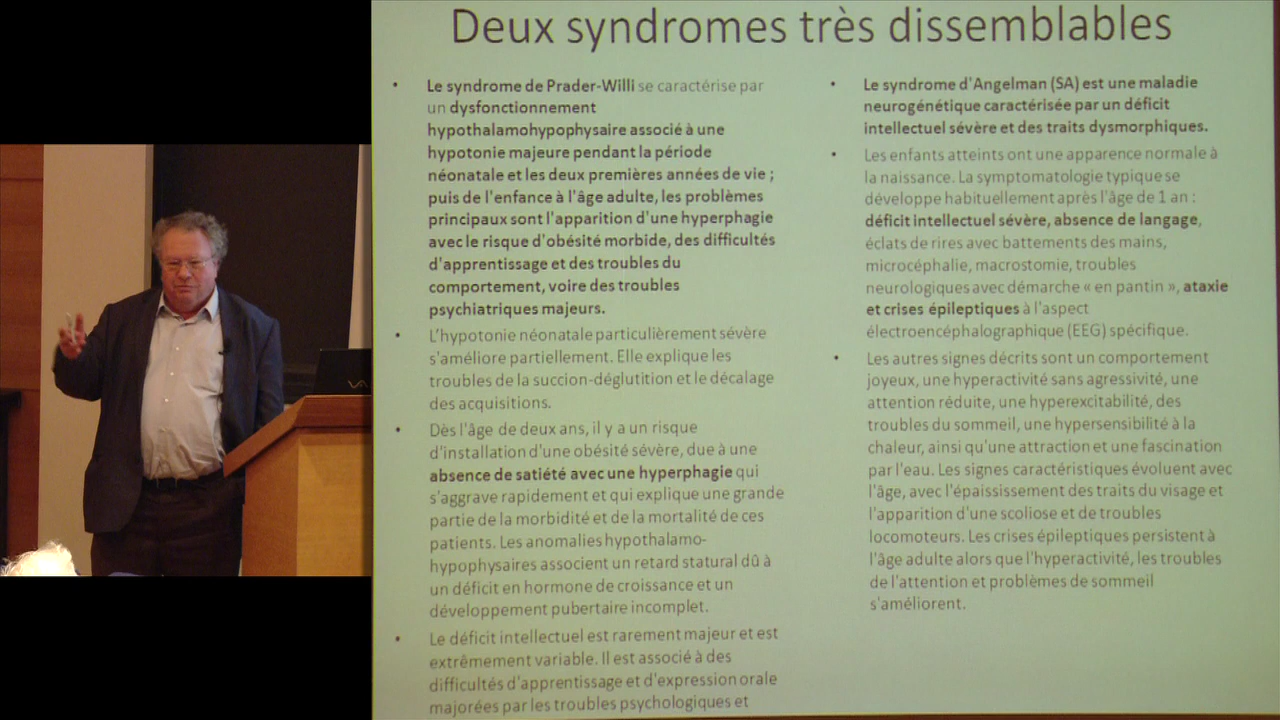 Deux syndromes très dissemblables
• Le syndrome de Prader-Willi se caractérise par
un dysfonctionnement
hypothalamohypophysaire associé à une
hypotonie majeure pendant la période
néonatale et les deux premières années de vie ;
puis de l'enfance à l'âge adulte, les problèmes
principaux sont l'apparition d'une hyperphagie
avec le risque d'obésité morbide, des difficultés
d'apprentissage et des troubles du
comportement, voire des troubles
psychiatriques majeurs.
• L'hypotonie néonatale particulièrement sévère
s'améliore partiellement. Elle explique les
troubles de la succion-déglutition et le décalage
des acquisitions.
• Dès l'âge de deux ans, il y a un risque
d'installation d'une obésité sévère, due à une
absence de satiété avec une hyperphagie qui
s'aggrave rapidement et qui explique une grande
partie de la morbidité et de la mortalité de ces
patients. Les anomalies hypothalamo-
hypophysaires associent un retard statural dû à
un déficit en hormone de croissance et un
développement pubertaire incomplet.
• Le déficit intellectuel est rarement majeur et est
extrêmement variable. Il est associé à des
difficultés d'apprentissage et d'expression orale
majorées par les troubles psychologiques et
• Le syndrome d'Angelman (SA) est une maladie
neurogénétique caractérisée par un déficit
intellectuel sévère et des traits dysmorphiques.
• Les enfants atteints ont une apparence normale à
la naissance. La symptomatologie typique se
développe habituellement après l'âge de 1 an :
déficit intellectuel sévère, absence de langage,
éclats de rires avec battements des mains,
microcéphalie, macrostomie, troubles
neurologiques avec démarche « en pantin », ataxie
et crises épileptiques à l'aspect
électroencéphalographique (EEG) spécifique.
• Les autres signes décrits sont un comportement
joyeux, une hyperactivité sans agressivité, une
attention réduite, une hyperexcitabilité, des
troubles du sommeil, une hypersensibilité à la
chaleur, ainsi qu'une attraction et une fascination
par l'eau. Les signes caractéristiques évoluent avec
l'âge, avec l'épaississement des traits du visage et
l'apparition d'une scoliose et de troubles
locomoteurs. Les crises épileptiques persistent à
l'âge adulte alors que l'hyperactivité, les troubles
de l'attention et problèmes de sommeil
s'améliorent.